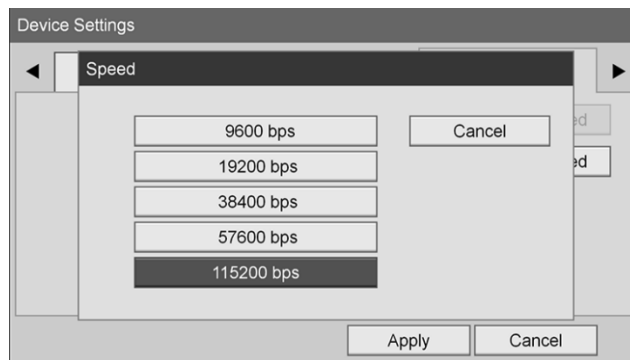 Device Settings
Speed
9600 bps
Cancel
19200 bps
38400 bps
57600 bps
115200 bps
Apply
Cancel